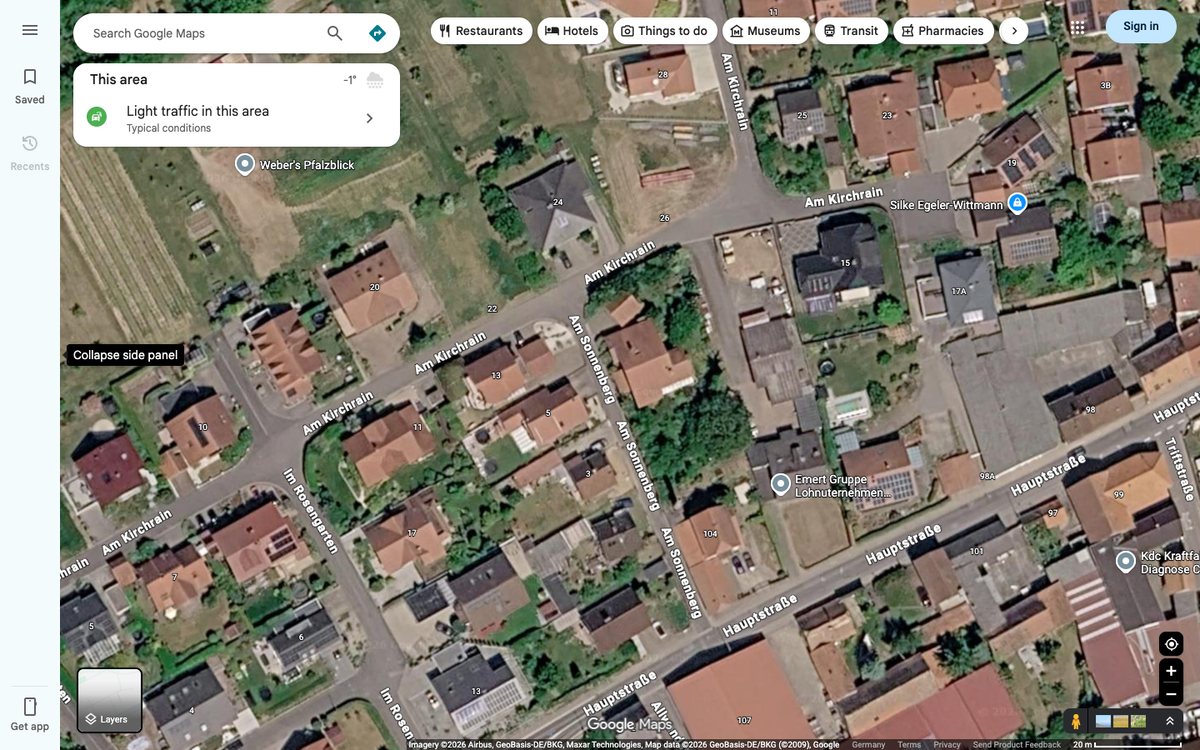 Search Google Maps
Restaurants
Hotels
Things to do
Museums
Transit
Pharmacies
Sign in
Saved
Recents
This area
-1°
Light traffic in this area
Typical conditions
Weber's Pfalzblick
Collapse side panel
11
28
Am Kirchrain
25
23
3B
19
24
26
Am Kirchrain
Silke Egeler-Wittmann
Am Kirchrain
15
17A
20
22
Am Kirchrain
Am Sonnenberg
13
5
Am Kirchrain
10
11
98
Hauptstraße
Am Sonnenberg
3
Emert Gruppe
Lohnunternehmen...
98A
Hauptstraße
Triftstraße
99
Im Rosengarten
Am Kirchrain
17
104
97
Hauptstraße
101
Kdc Kraftfa
Diagnose C
7
Am Sonnenberg
5
6
Hauptstraße
13
4
Hauptstraße
107
Im Rosen
Google Maps
Layers
Get app
Imagery ©2026 Airbus, GeoBasis-DE/BKG, Maxar Technologies, Map data ©2026 GeoBasis-DE/BKG (©2009), Google
Germany
Terms
Privacy
Send Product Feedback
20 m